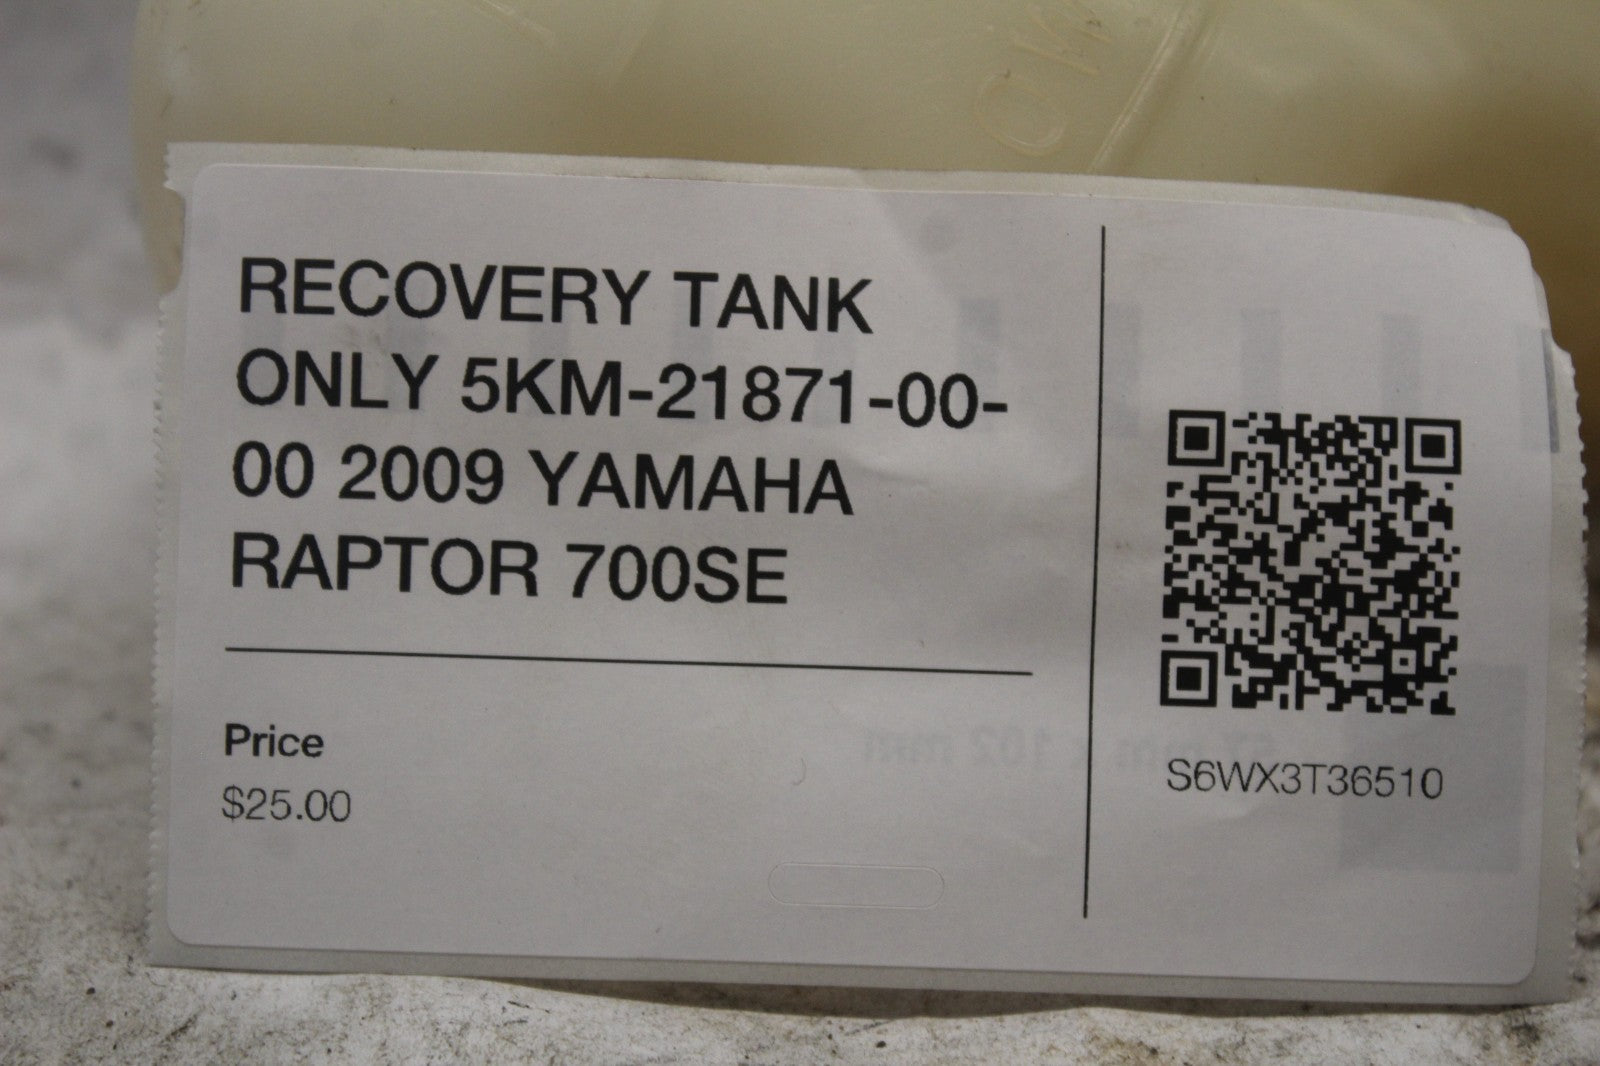 RECOVERY TANK
ONLY 5KM-21871-00-
00 2009 YAMAHA
RAPTOR 700SE
Price
$25.00
S6WX3T36510